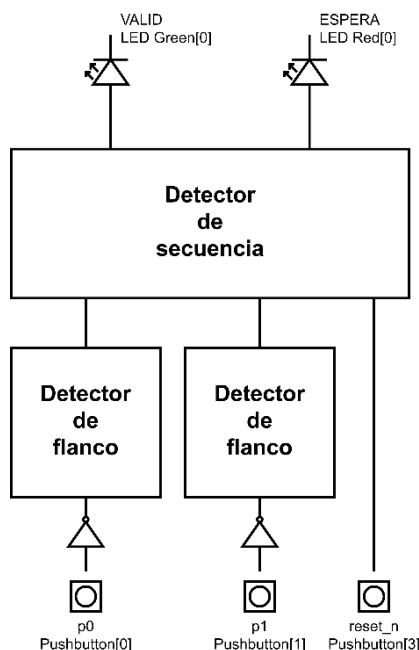 VALID
LED Green[0]
ESPERA
LED Red[0]
Detector
de
secuencia
Detector
de
flanco
Detector
de
flanco
p0
Pushbutton[0]
p1
Pushbutton[1]
reset_n
Pushbutton[3]